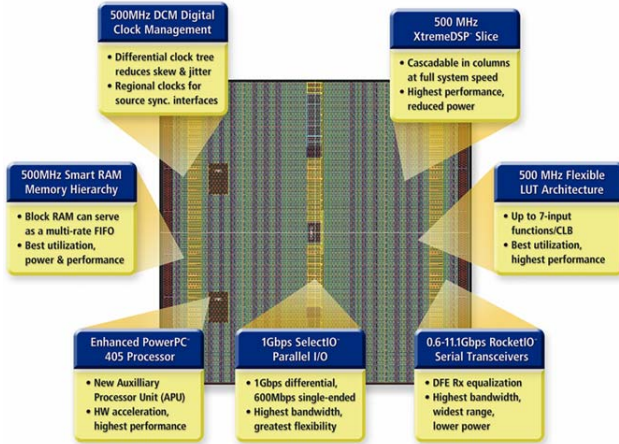 500MHz DCM Digital
Clock Management
• Differential clock tree
reduces skew & jitter
• Regional clocks for
source sync. interfaces
500 MHz
XtremeDSP™ Slice
• Cascadable in columns
at full system speed
• Highest performance,
reduced power
500MHz Smart RAM
Memory Hierarchy
• Block RAM can serve
as a multi-rate FIFO
• Best utilization,
power & performance
500 MHz Flexible
LUT Architecture
• Up to 7-input
functions/CLB
• Best utilization,
highest performance
Enhanced PowerPC™
405 Processor
• New Auxilliary
Processor Unit (APU)
• HW acceleration,
highest performance
1Gbps SelectIO™
Parallel I/O
• 1Gbps differential,
600Mbps single-ended
• Highest bandwidth,
greatest flexibility
0.6-11.1Gbps RocketIO™
Serial Transceivers
• DFE Rx equalization
• Highest bandwidth,
widest range,
lower power